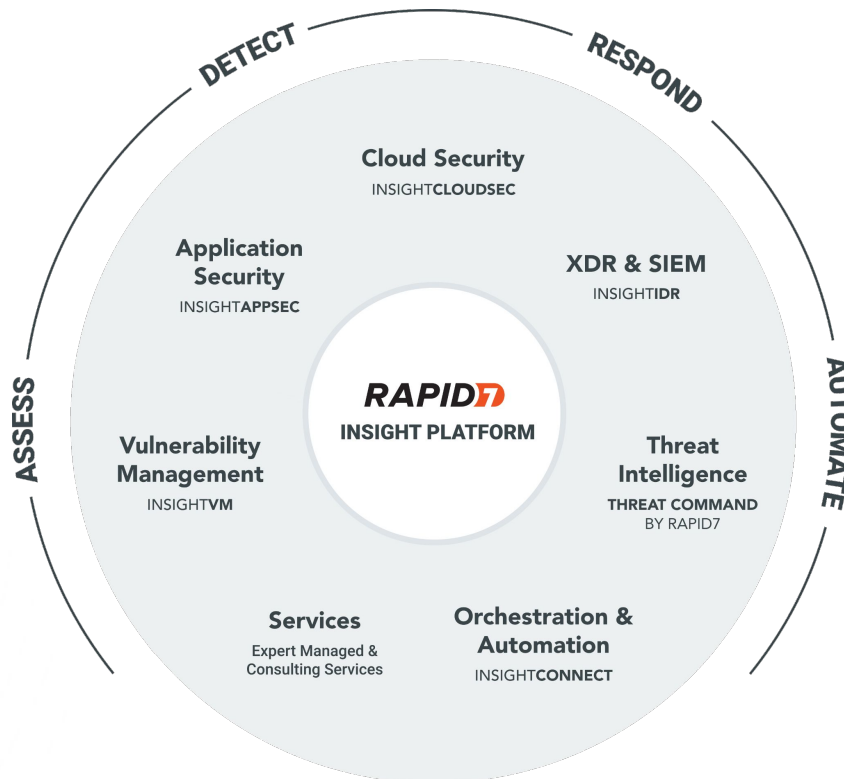 DETECT
RESPOND
ASSESS
AUTOMATE
Cloud Security
INSIGHTCLOUDSEC
Application
Security
INSIGHTAPPSEC
XDR & SIEM
INSIGHTIDR
RAPID7
INSIGHT PLATFORM
Vulnerability
Management
INSIGHTVM
Threat
Intelligence
THREAT COMMAND
BY RAPID7
Services
Expert Managed &
Consulting Services
Orchestration &
Automation
INSIGHTCONNECT